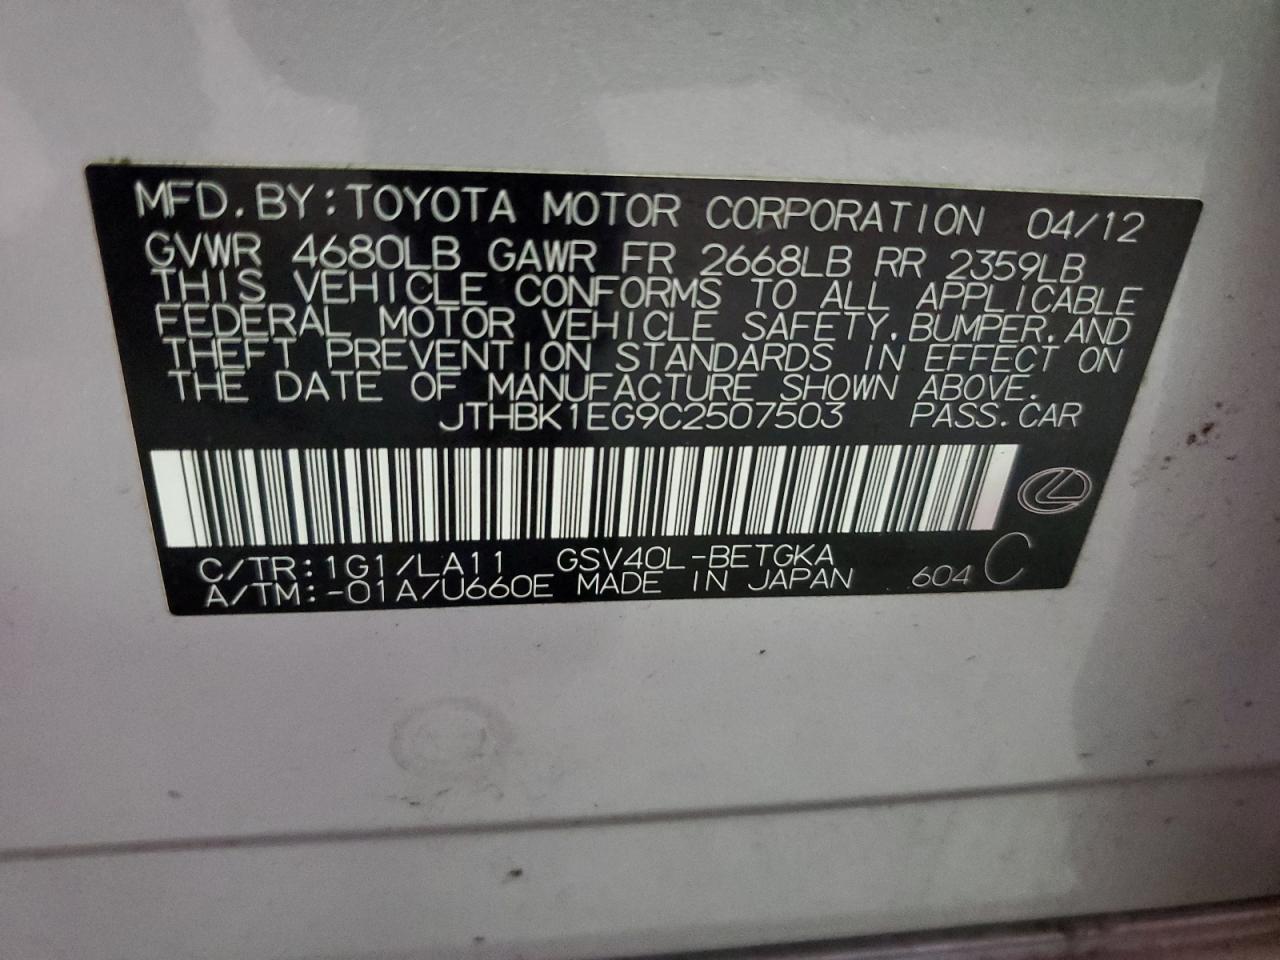 MFD. BY: TOYOTA MOTOR CORPORATION 04/12
GVWR 4680LB GAWR FR 2668LB RR 2359LB
THIS VEHICLE CONFORMS TO ALL APPLICABLE
FEDERAL MOTOR VEHICLE SAFETY, BUMPER, AND
THEFT PREVENTION STANDARDS IN EFFECT ON
THE DATE OF MANUFACTURE SHOWN ABOVE.
JTHBK1EG9C2507503 PASS. CAR
C/TR: 1G1/LA11 GSV40L-BETGKA
A/TM: -01A/U660E MADE IN JAPAN 604 C